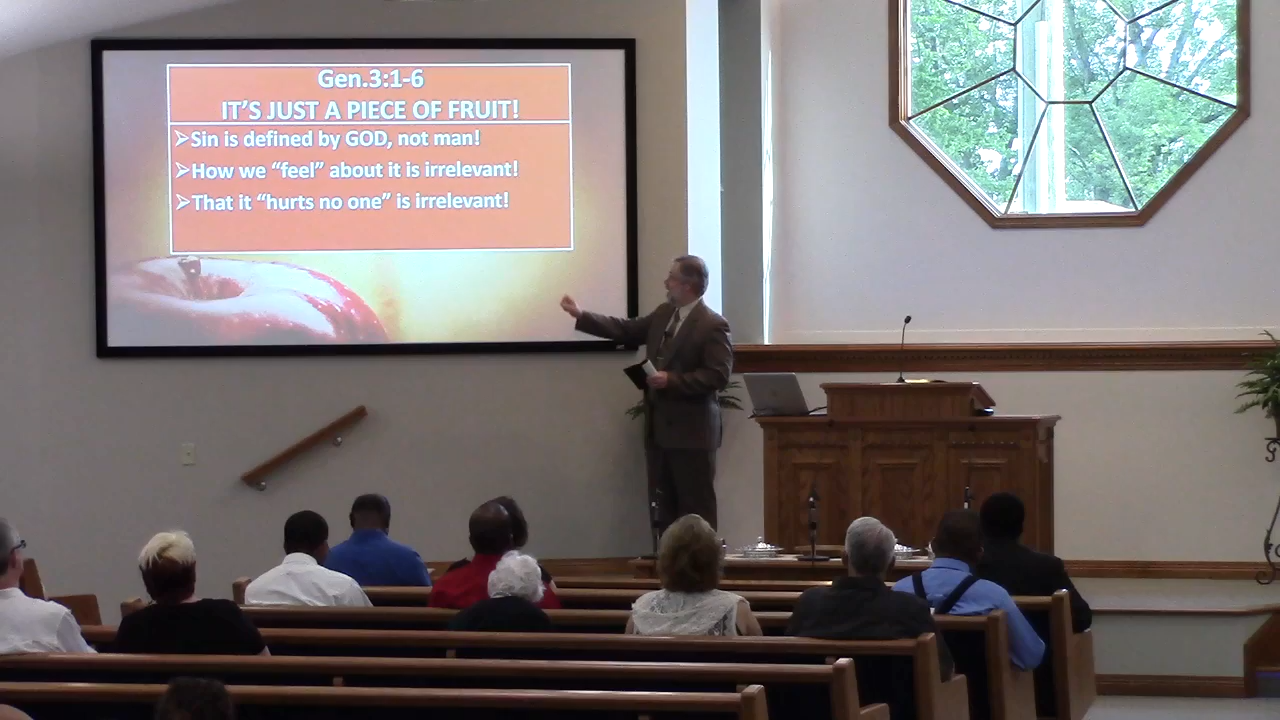 Gen.3:1-6
IT'S JUST A PIECE OF FRUIT!
➢Sin is defined by GOD, not man!
➢How we “feel” about it is irrelevant!
➢That it “hurts no one” is irrelevant!